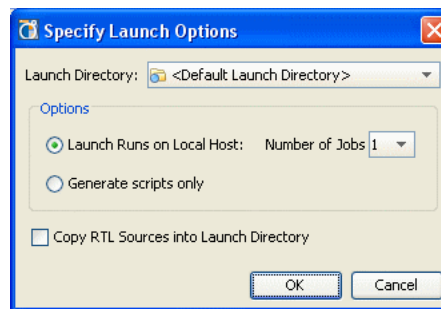 Specify Launch Options
Launch Directory: <Default Launch Directory>
Options
Launch Runs on Local Host: Number of Jobs 1
Generate scripts only
Copy RTL Sources into Launch Directory
OK Cancel